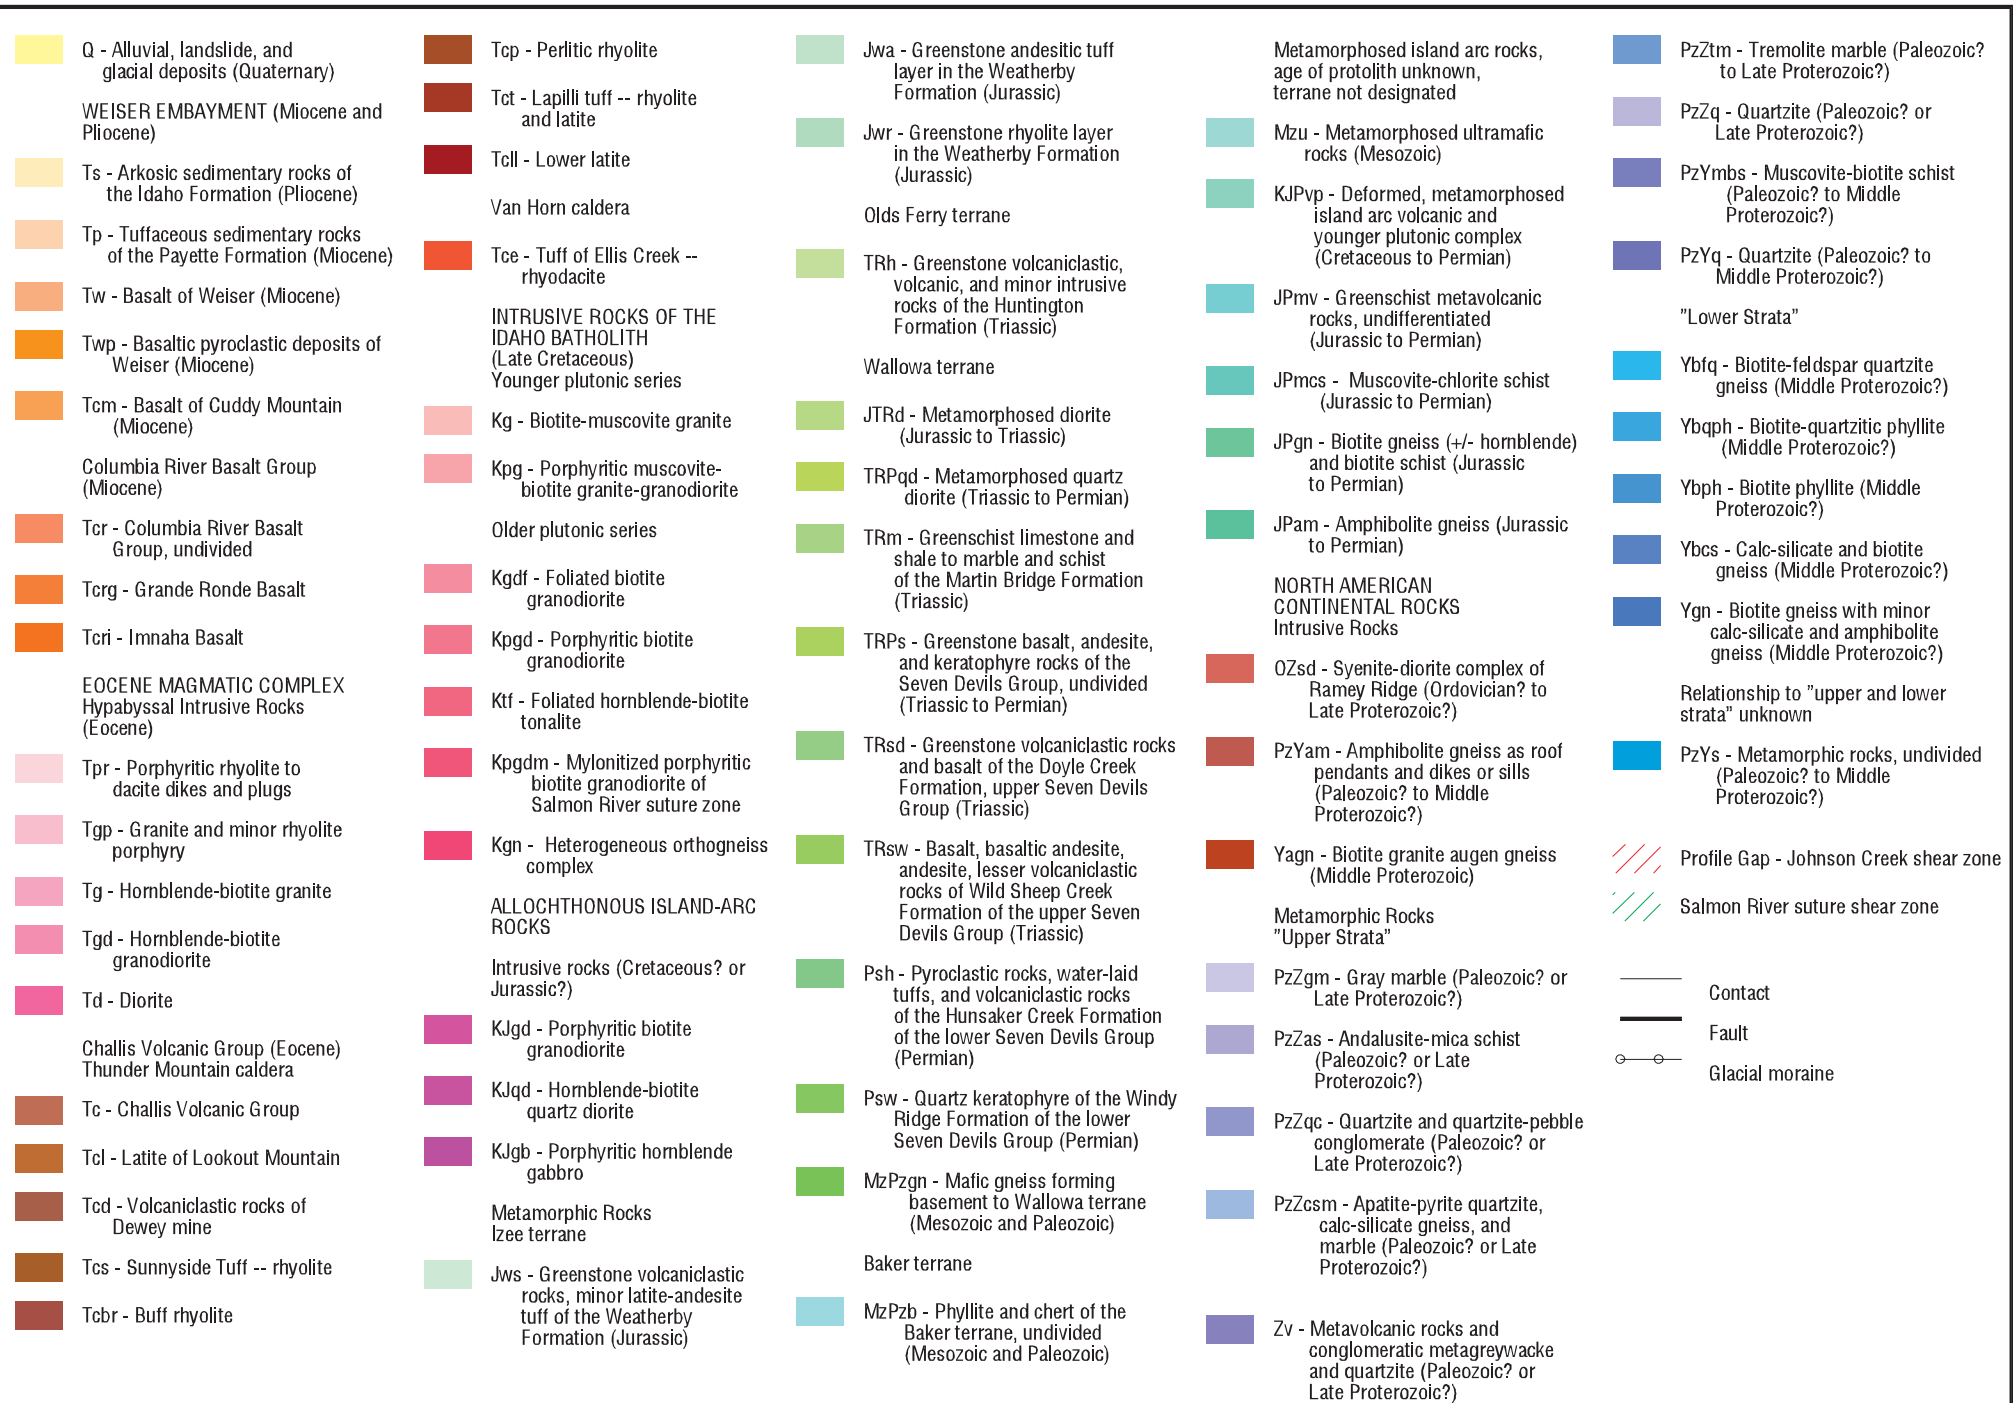 Q - Alluvial, landslide, and
glacial deposits (Quaternary)
WEISER EMBAYMENT (Miocene and
Pliocene)
Ts - Arkosic sedimentary rocks of
the Idaho Formation (Pliocene)
Tp - Tuffaceous sedimentary rocks
of the Payette Formation (Miocene)
Tw - Basalt of Weiser (Miocene)
Twp - Basaltic pyroclastic deposits of
Weiser (Miocene)
Tcm - Basalt of Cuddy Mountain
(Miocene)
Columbia River Basalt Group
(Miocene)
Tcr - Columbia River Basalt
Group, undivided
Tcrg - Grande Ronde Basalt
Tcri - Imnaha Basalt
EOCENE MAGMATIC COMPLEX
Hypabyssal Intrusive Rocks
(Eocene)
Tpr - Porphyritic rhyolite to
dacite dikes and plugs
Tgp - Granite and minor rhyolite
porphyry
Tg - Hornblende-biotite granite
Tgd - Hornblende-biotite
granodiorite
Td - Diorite
Challis Volcanic Group (Eocene)
Thunder Mountain caldera
Tc - Challis Volcanic Group
Tcl - Latite of Lookout Mountain
Tcd - Volcaniclastic rocks of
Dewey mine
Tcs - Sunnyside Tuff -- rhyolite
Tcbr - Buff rhyolite
Tcp - Perlitic rhyolite
Tct - Lapilli tuff -- rhyolite
and latite
Tcll - Lower latite
Van Horn caldera
Tce - Tuff of Ellis Creek --
rhyodacite
INTRUSIVE ROCKS OF THE
IDAHO BATHOLITH
(Late Cretaceous)
Younger plutonic series
Kg - Biotite-muscovite granite
Kpg - Porphyritic muscovite-
biotite granite-granodiorite
Older plutonic series
Kgdf - Foliated biotite
granodiorite
Kpgd - Porphyritic biotite
granodiorite
Ktf - Foliated hornblende-biotite
tonalite
Kpgdm - Mylonitized porphyritic
biotite granodiorite of
Salmon River suture zone
Kgn - Heterogeneous orthogneiss
complex
ALLOCHTHONOUS ISLAND-ARC
ROCKS
Intrusive rocks (Cretaceous? or
Jurassic?)
KJgd - Porphyritic biotite
granodiorite
KJqd - Hornblende-biotite
quartz diorite
KJgb - Porphyritic hornblende
gabbro
Metamorphic Rocks
Izee terrane
Jws - Greenstone volcaniclastic
rocks, minor latite-andesite
tuff of the Weatherby
Formation (Jurassic)
Jwa - Greenstone andesitic tuff
layer in the Weatherby
Formation (Jurassic)
Jwr - Greenstone rhyolite layer
in the Weatherby Formation
(Jurassic)
Olds Ferry terrane
TRh - Greenstone volcaniclastic,
volcanic, and minor intrusive
rocks of the Huntington
Formation (Triassic)
Wallowa terrane
JTRd - Metamorphosed diorite
(Jurassic to Triassic)
TRPqd - Metamorphosed quartz
diorite (Triassic to Permian)
TRm - Greenschist limestone and
shale to marble and schist
of the Martin Bridge Formation
(Triassic)
TRPs - Greenstone basalt, andesite,
and keratophyre rocks of the
Seven Devils Group, undivided
(Triassic to Permian)
TRsd - Greenstone volcaniclastic rocks
and basalt of the Doyle Creek
Formation, upper Seven Devils
Group (Triassic)
TRsw - Basalt, basaltic andesite,
andesite, lesser volcaniclastic
rocks of Wild Sheep Creek
Formation of the upper Seven
Devils Group (Triassic)
Psh - Pyroclastic rocks, water-laid
tuffs, and volcaniclastic rocks
of the Hunsaker Creek Formation
of the lower Seven Devils Group
(Permian)
Psw - Quartz keratophyre of the Windy
Ridge Formation of the lower
Seven Devils Group (Permian)
MzPzgn - Mafic gneiss forming
basement to Wallowa terrane
(Mesozoic and Paleozoic)
Baker terrane
MzPzb - Phyllite and chert of the
Baker terrane, undivided
(Mesozoic and Paleozoic)
Metamorphosed island arc rocks,
age of protolith unknown,
terrane not designated
Mzu - Metamorphosed ultramafic
rocks (Mesozoic)
KJPvp - Deformed, metamorphosed
island arc volcanic and
younger plutonic complex
(Cretaceous to Permian)
JPmv - Greenschist metavolcanic
rocks, undifferentiated
(Jurassic to Permian)
JPmcs - Muscovite-chlorite schist
(Jurassic to Permian)
JPgn - Biotite gneiss (+/- hornblende)
and biotite schist (Jurassic
to Permian)
JPam - Amphibolite gneiss (Jurassic
to Permian)
NORTH AMERICAN
CONTINENTAL ROCKS
Intrusive Rocks
OZsd - Syenite-diorite complex of
Ramey Ridge (Ordovician? to
Late Proterozoic?)
PzYam - Amphibolite gneiss as roof
pendants and dikes or sills
(Paleozoic? to Middle
Proterozoic?)
Yagn - Biotite granite augen gneiss
(Middle Proterozoic)
Metamorphic Rocks
"Upper Strata"
PzZgm - Gray marble (Paleozoic? or
Late Proterozoic?)
PzZas - Andalusite-mica schist
(Paleozoic? or Late
Proterozoic?)
PzZqc - Quartzite and quartzite-pebble
conglomerate (Paleozoic? or
Late Proterozoic?)
PzZcsm - Apatite-pyrite quartzite,
calc-silicate gneiss, and
marble (Paleozoic? or Late
Proterozoic?)
Zv - Metavolcanic rocks and
conglomeratic metagreywacke
and quartzite (Paleozoic? or
Late Proterozoic?)
PzZtm - Tremolite marble (Paleozoic?
to Late Proterozoic?)
PzZq - Quartzite (Paleozoic? or
Late Proterozoic?)
PzYmbs - Muscovite-biotite schist
(Paleozoic? to Middle
Proterozoic?)
PzYq - Quartzite (Paleozoic? to
Middle Proterozoic?)
"Lower Strata"
Ybfq - Biotite-feldspar quartzite
gneiss (Middle Proterozoic?)
Ybqph - Biotite-quartzitic phyllite
(Middle Proterozoic?)
Ybph - Biotite phyllite (Middle
Proterozoic?)
Ybcs - Calc-silicate and biotite
gneiss (Middle Proterozoic?)
Ygn - Biotite gneiss with minor
calc-silicate and amphibolite
gneiss (Middle Proterozoic?)
Relationship to "upper and lower
strata" unknown
PzYs - Metamorphic rocks, undivided
(Paleozoic? to Middle
Proterozoic?)
Profile Gap - Johnson Creek shear zone
Salmon River suture shear zone
Contact
Fault
Glacial moraine